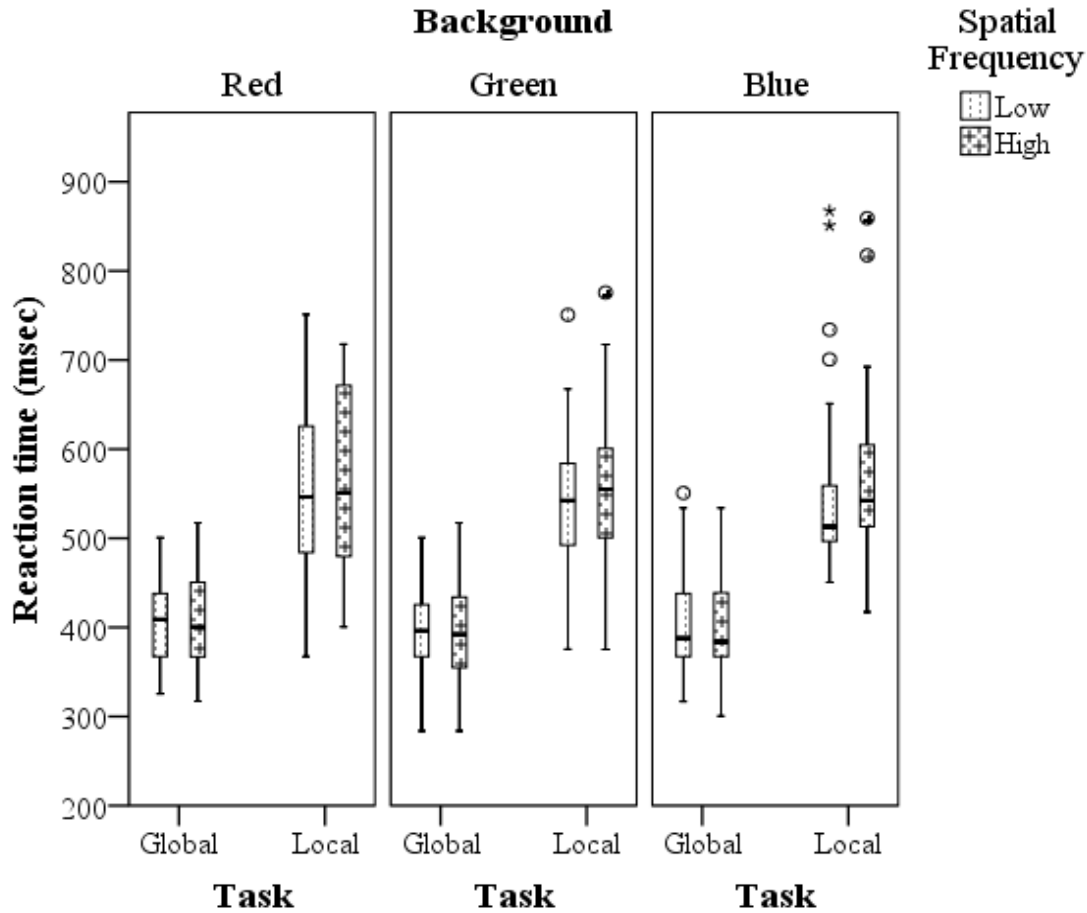 Background
Spatial
Frequency
Low
High
Red
Green
Blue
Reaction time (msec)
900
800
700
600
500
400
300
200
Global
Local
Global
Local
Global
Local
Task
Task
Task